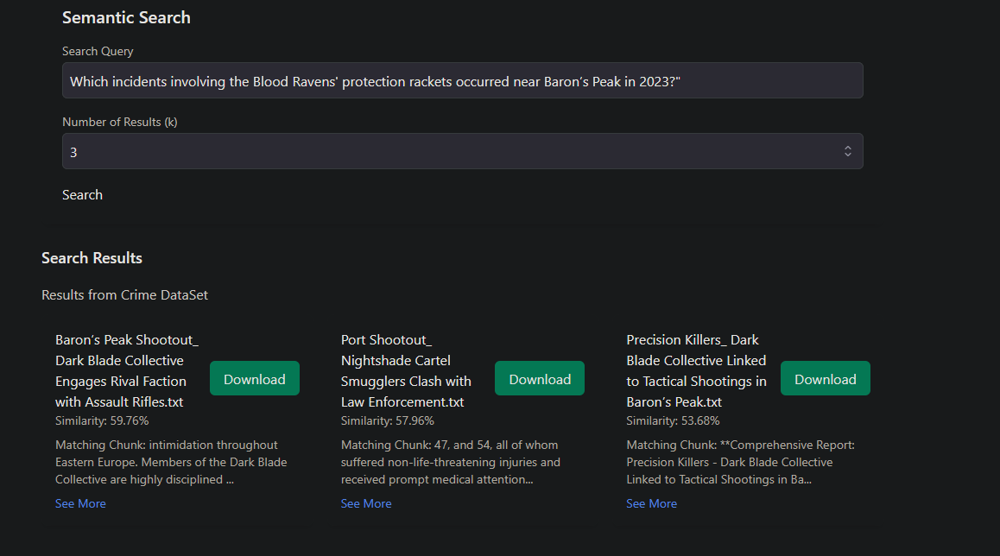 Semantic Search
Search Query
Which incidents involving the Blood Ravens' protection rackets occurred near Baron’s Peak in 2023?"
Number of Results (k)
3
Search
Search Results
Results from Crime DataSet
Baron’s Peak Shootout_
Dark Blade Collective
Engages Rival Faction
with Assault Rifles.txt
Download
Similarity: 59.76%
Matching Chunk: intimidation throughout
Eastern Europe. Members of the Dark Blade
Collective are highly disciplined ...
See More
Port Shootout_
Nightshade Cartel
Smugglers Clash with
Law Enforcement.txt
Download
Similarity: 57.96%
Matching Chunk: 47, and 54, all of whom
suffered non-life-threatening injuries and
received prompt medical attention...
See More
Precision Killers_ Dark
Blade Collective Linked
to Tactical Shootings in
Baron’s Peak.txt
Download
Similarity: 53.68%
Matching Chunk: **Comprehensive Report:
Precision Killers - Dark Blade Collective
Linked to Tactical Shootings in Ba...
See More